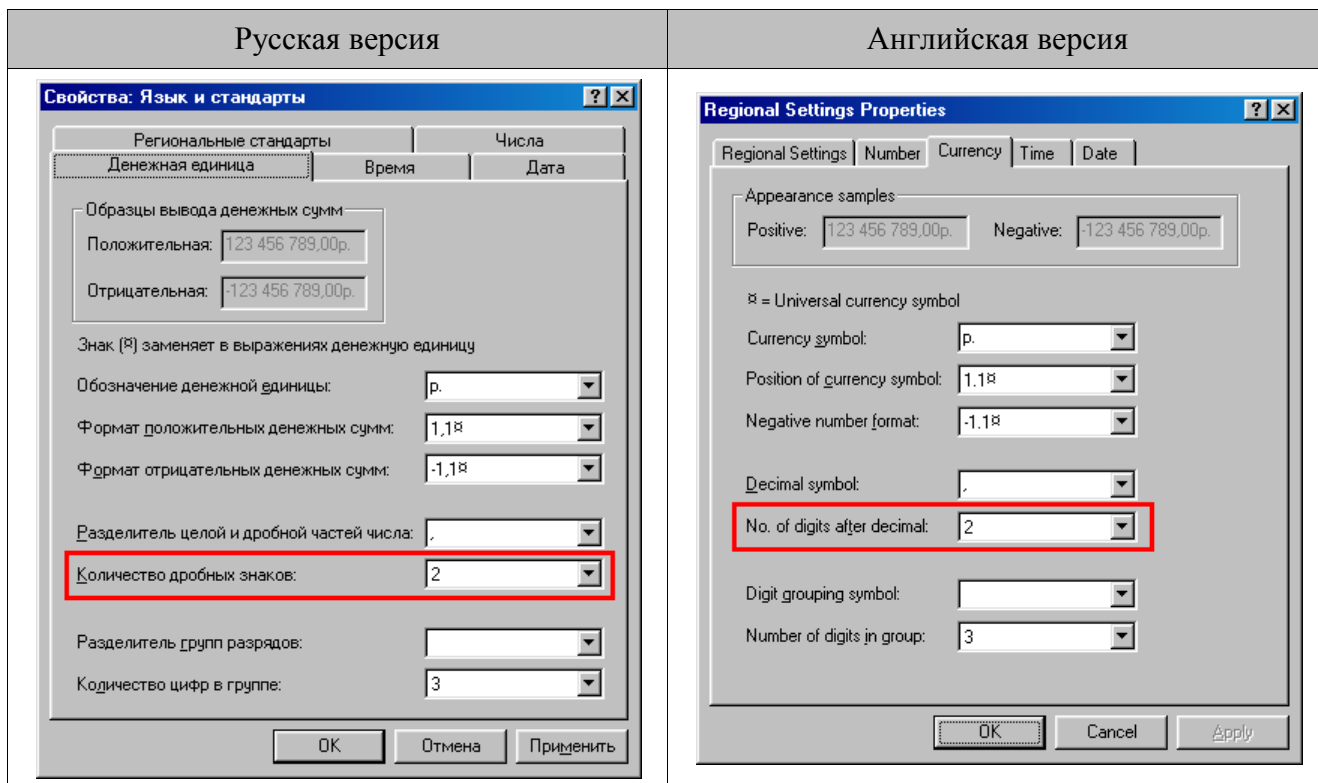 Русская версия
Английская версия
Свойства: Язык и стандарты
Региональные стандарты Числа
Денежная единица Время Дата
Образцы вывода денежных сумм
Положительная: 123 456 789,00р.
Отрицательная: -123 456 789,00р.
Знак (¤) заменяет в выражениях денежную единицу
Обозначение денежной единицы: р.
Формат положительных денежных сумм: 1,1¤
Формат отрицательных денежных сумм: -1,1¤
Разделитель целой и дробной частей числа: ,
Количество дробных знаков: 2
Разделитель групп разрядов:
Количество цифр в группе: 3
OK Отмена Применить
Regional Settings Properties
Regional Settings Number Currency Time Date
Appearance samples
Positive: 123 456 789,00р. Negative: -123 456 789,00р.
¤ = Universal currency symbol
Currency symbol: р.
Position of currency symbol: 1.1¤
Negative number format: -1.1¤
Decimal symbol: ,
No. of digits after decimal: 2
Digit grouping symbol:
Number of digits in group: 3
OK Cancel Apply